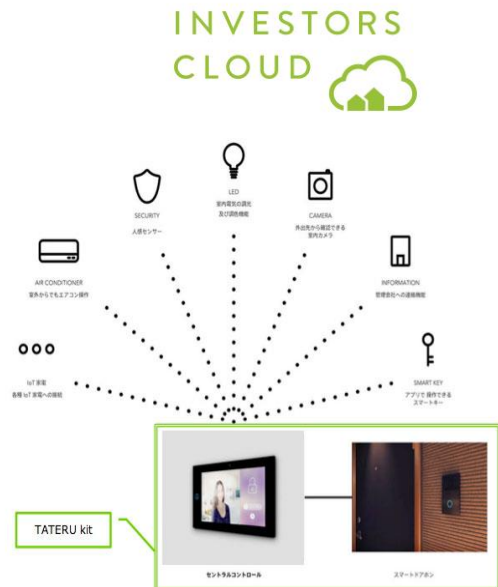 INVESTORS
CLOUD
LED
室内電気の調光
及び調色機能
SECURITY
人感センサー
CAMERA
外出先から確認できる
室内カメラ
AIR CONDITIONER
室外からでもエアコン操作
INFORMATION
管理会社への連絡機能
IoT 家電
各種 IoT 家電への接続
SMART KEY
アプリで 操作できる
スマートキー
TATERU kit
セントラルコントロール
スマートドアホン